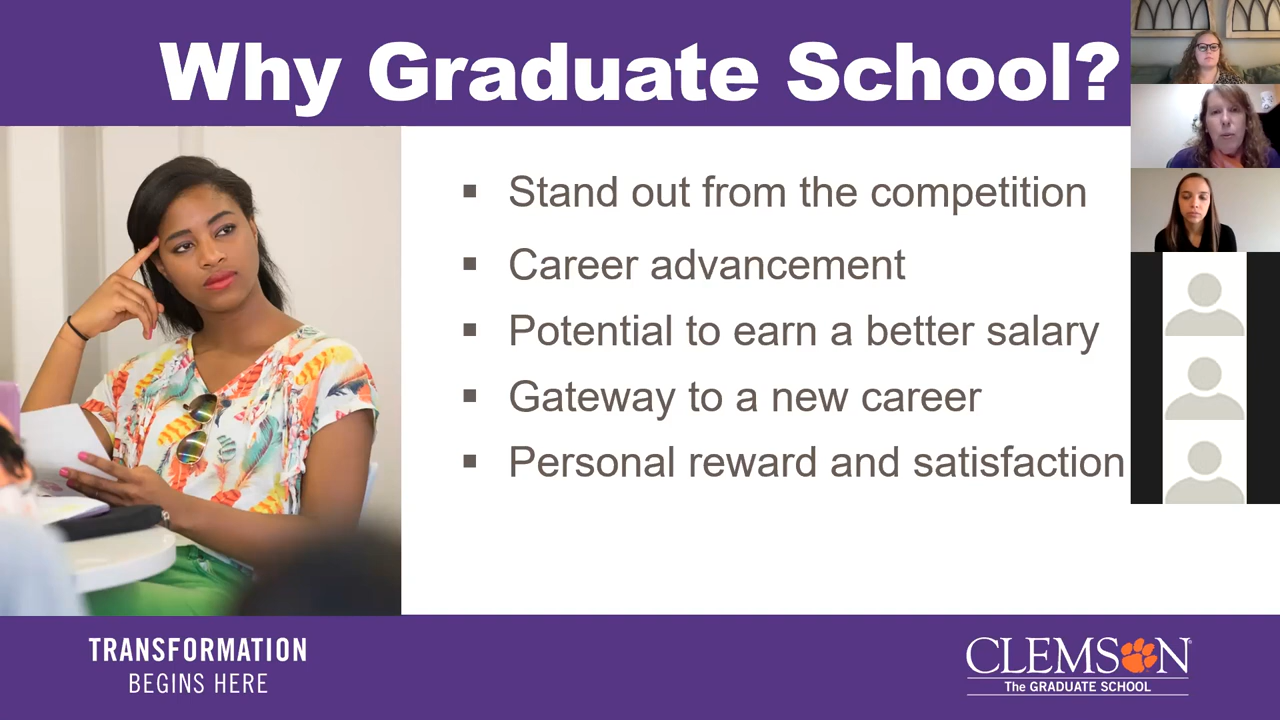 Why Graduate School?
▪ Stand out from the competition
▪ Career advancement
▪ Potential to earn a better salary
▪ Gateway to a new career
▪ Personal reward and satisfaction
TRANSFORMATION
BEGINS HERE
CLEMSON
The GRADUATE SCHOOL